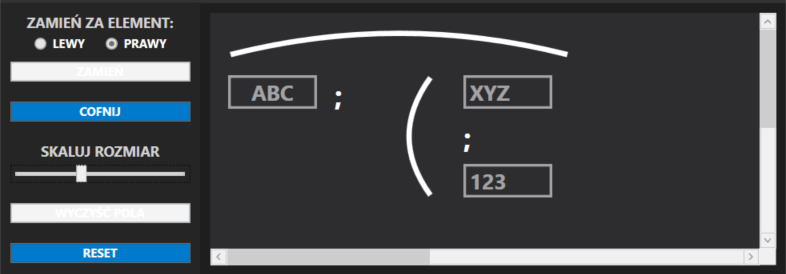 ZAMIEŃ ZA ELEMENT:
LEWY PRAWY
ZAMIEŃ
COFNIJ
SKALUJ ROZMIAR
WYCZYŚĆ POLA
RESET
ABC ; XYZ
;
123